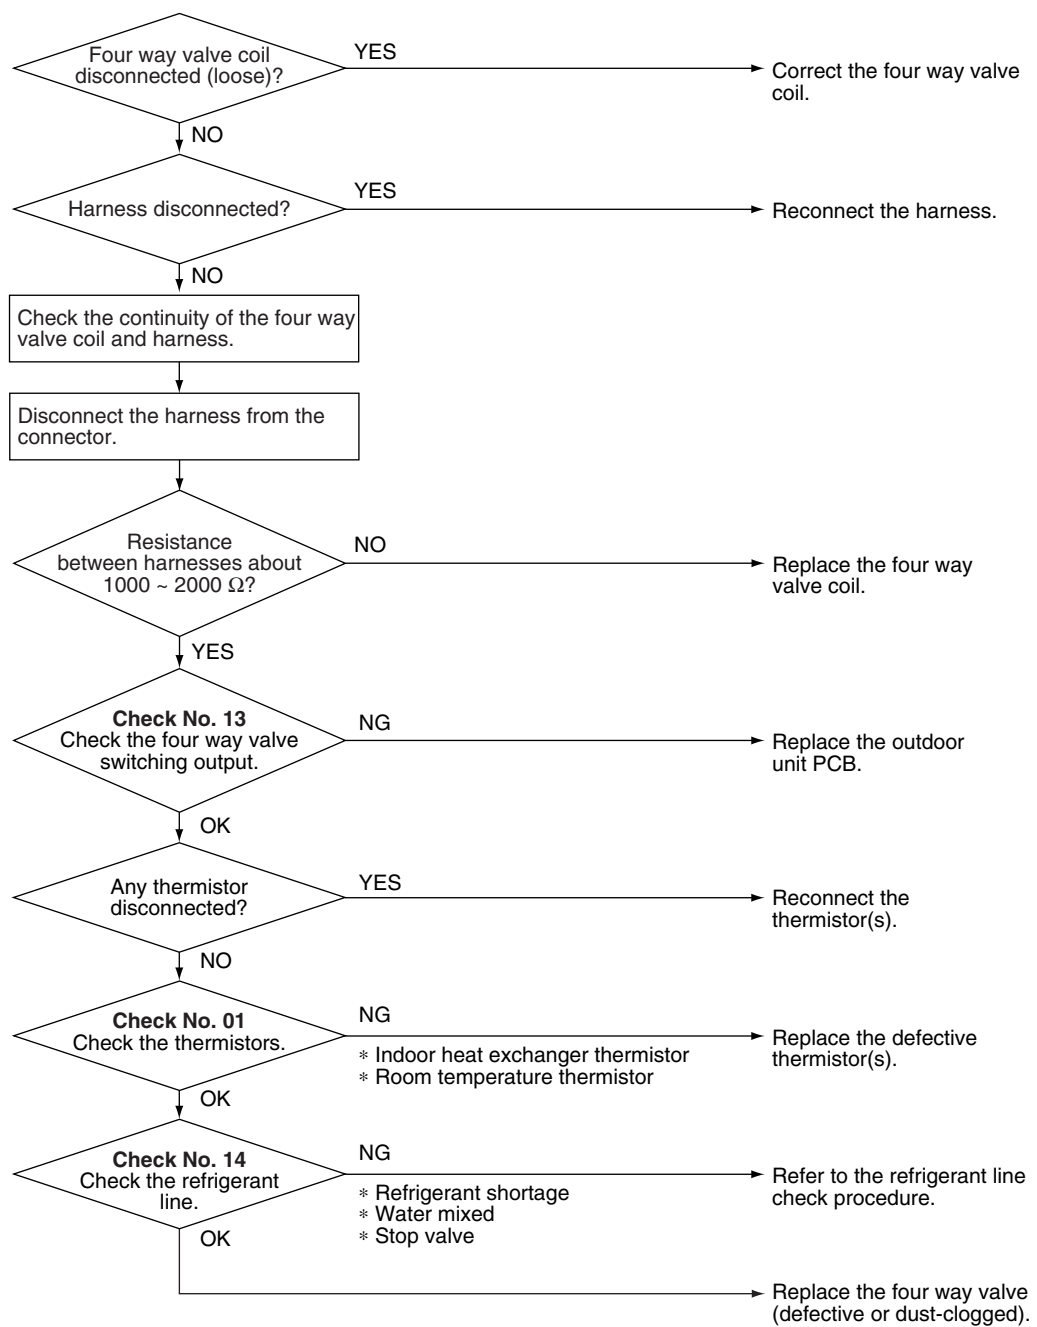 Four way valve coil
disconnected (loose)?
YES
Correct the four way valve
coil.
NO
Harness disconnected?
YES
Reconnect the harness.
NO
Check the continuity of the four way
valve coil and harness.
Disconnect the harness from the
connector.
Resistance
between harnesses about
1000 ~ 2000 Ω?
NO
Replace the four way
valve coil.
YES
Check No. 13
Check the four way valve
switching output.
NG
Replace the outdoor
unit PCB.
OK
Any thermistor
disconnected?
YES
Reconnect the
thermistor(s).
NO
Check No. 01
Check the thermistors.
NG
∗ Indoor heat exchanger thermistor
∗ Room temperature thermistor
Replace the defective
thermistor(s).
OK
Check No. 14
Check the refrigerant
line.
NG
∗ Refrigerant shortage
∗ Water mixed
∗ Stop valve
Refer to the refrigerant line
check procedure.
OK
Replace the four way valve
(defective or dust-clogged).